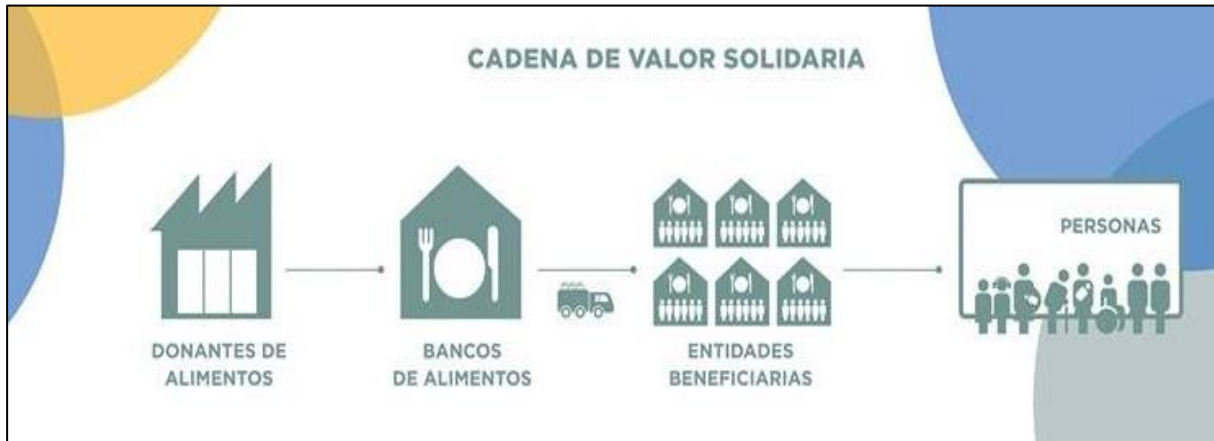 CADENA DE VALOR SOLIDARIA
PERSONAS
DONANTES DE
ALIMENTOS
BANCOS
DE ALIMENTOS
ENTIDADES
BENEFICIARIAS